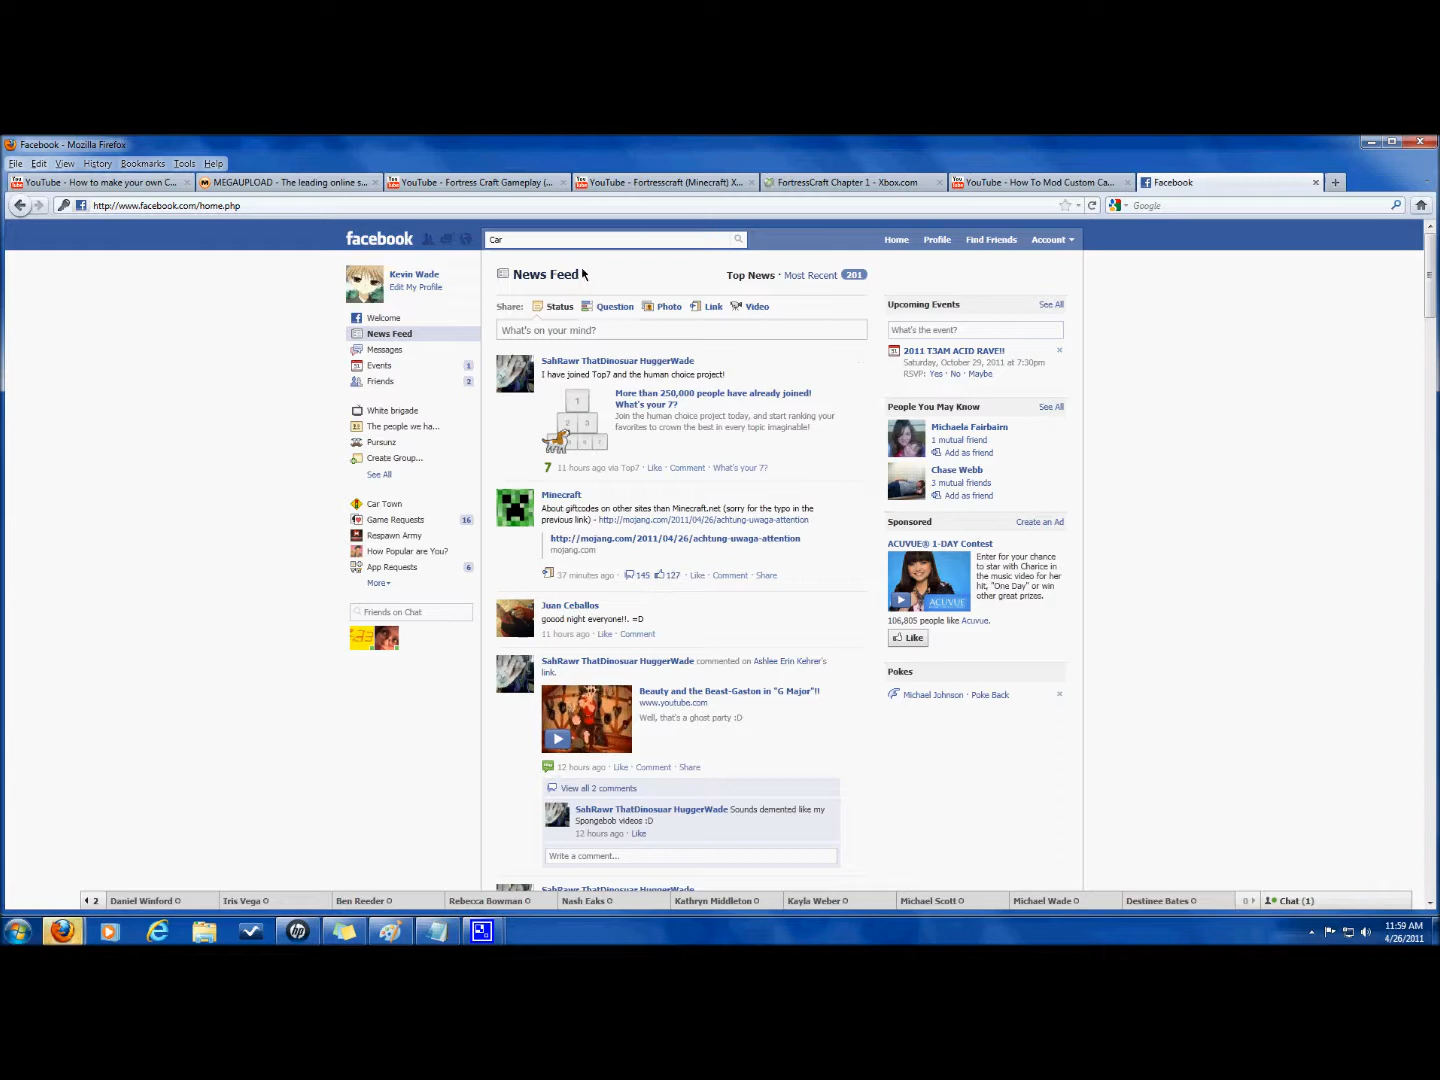 Facebook - Mozilla Firefox
File Edit View History Bookmarks Tools Help
YouTube - How to make your own C...
MEGAUPLOAD - The leading online s...
YouTube - Fortress Craft Gameplay (...
YouTube - Fortresscraft (Minecraft) X...
FortressCraft Chapter 1 - Xbox.com
YouTube - How To Mod Custom Ca...
Facebook
http://www.facebook.com/home.php
Google
facebook
Car
Home Profile Find Friends Account
Kevin Wade
Edit My Profile
Welcome
News Feed
Messages
Events 1
Friends 2
White brigade
The people we ha...
Pursunz
Create Group...
See All
Car Town
Game Requests 16
Respawn Army
How Popular are You?
App Requests 6
More
Friends on Chat
News Feed
Top News · Most Recent 201
Share: Status Question Photo Link Video
What's on your mind?
SahRawr ThatDinosuar HuggerWade
I have joined Top7 and the human choice project!
1
2 3
6 7
More than 250,000 people have already joined!
What's your 7?
Join the human choice project today, and start ranking your
favorities to crown the best in every topic imaginable!
7 11 hours ago via Top7 · Like · Comment · What's your 7?
Minecraft
About giftcodes on other sites than Minecraft.net (sorry for the typo in the
previous link) - http://mojang.com/2011/04/26/achtung-uwaga-attention
http://mojang.com/2011/04/26/achtung-uwaga-attention
mojang.com
37 minutes ago · 145 127 · Like · Comment · Share
Juan Ceballos
goood night everyone!!. =D
11 hours ago · Like · Comment
SahRawr ThatDinosuar HuggerWade commented on Ashlee Erin Kehrer's
link.
Beauty and the Beast-Gaston in "G Major"!!
www.youtube.com
Well, that's a ghost party :D
12 hours ago · Like · Comment · Share
View all 2 comments
SahRawr ThatDinosuar HuggerWade Sounds demented like my
Spongebob videos :D
12 hours ago · Like
Write a comment...
SahRawr ThatDinosuar HuggerWade
Upcoming Events See All
What's the event?
2011 T3AM ACID RAVE!!
Saturday, October 29, 2011 at 7:30pm
RSVP: Yes · No · Maybe
People You May Know See All
Michaela Fairbairn
1 mutual friend
Add as friend
Chase Webb
3 mutual friends
Add as friend
Sponsored Create an Ad
ACUVUE® 1-DAY Contest
ACUVUE
Enter for your chance
to star with Charice in
the music video for her
hit, "One Day" or win
other great prizes.
106,805 people like Acuvue.
Like
Pokes
Michael Johnson · Poke Back
2 Daniel Winford Iris Vega Ben Reeder Rebecca Bowman Nash Eaks Kathryn Middleton Kayla Weber Michael Scott Michael Wade Destinee Bates 0 Chat (1)
hp
11:59 AM
4/26/2011